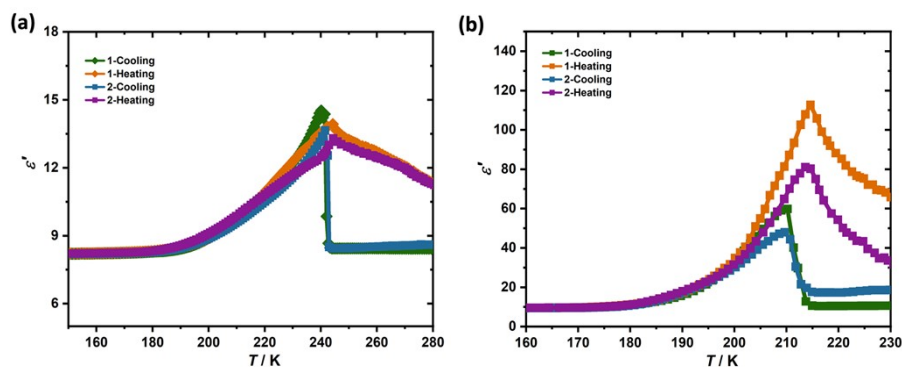 (a)
18
15
12
9
6
ε'
1-Cooling
1-Heating
2-Cooling
2-Heating
160 180 200 220 240 260 280
T / K
(b)
140
120
100
80
60
40
20
0
ε'
1-Cooling
1-Heating
2-Cooling
2-Heating
160 170 180 190 200 210 220 230
T / K